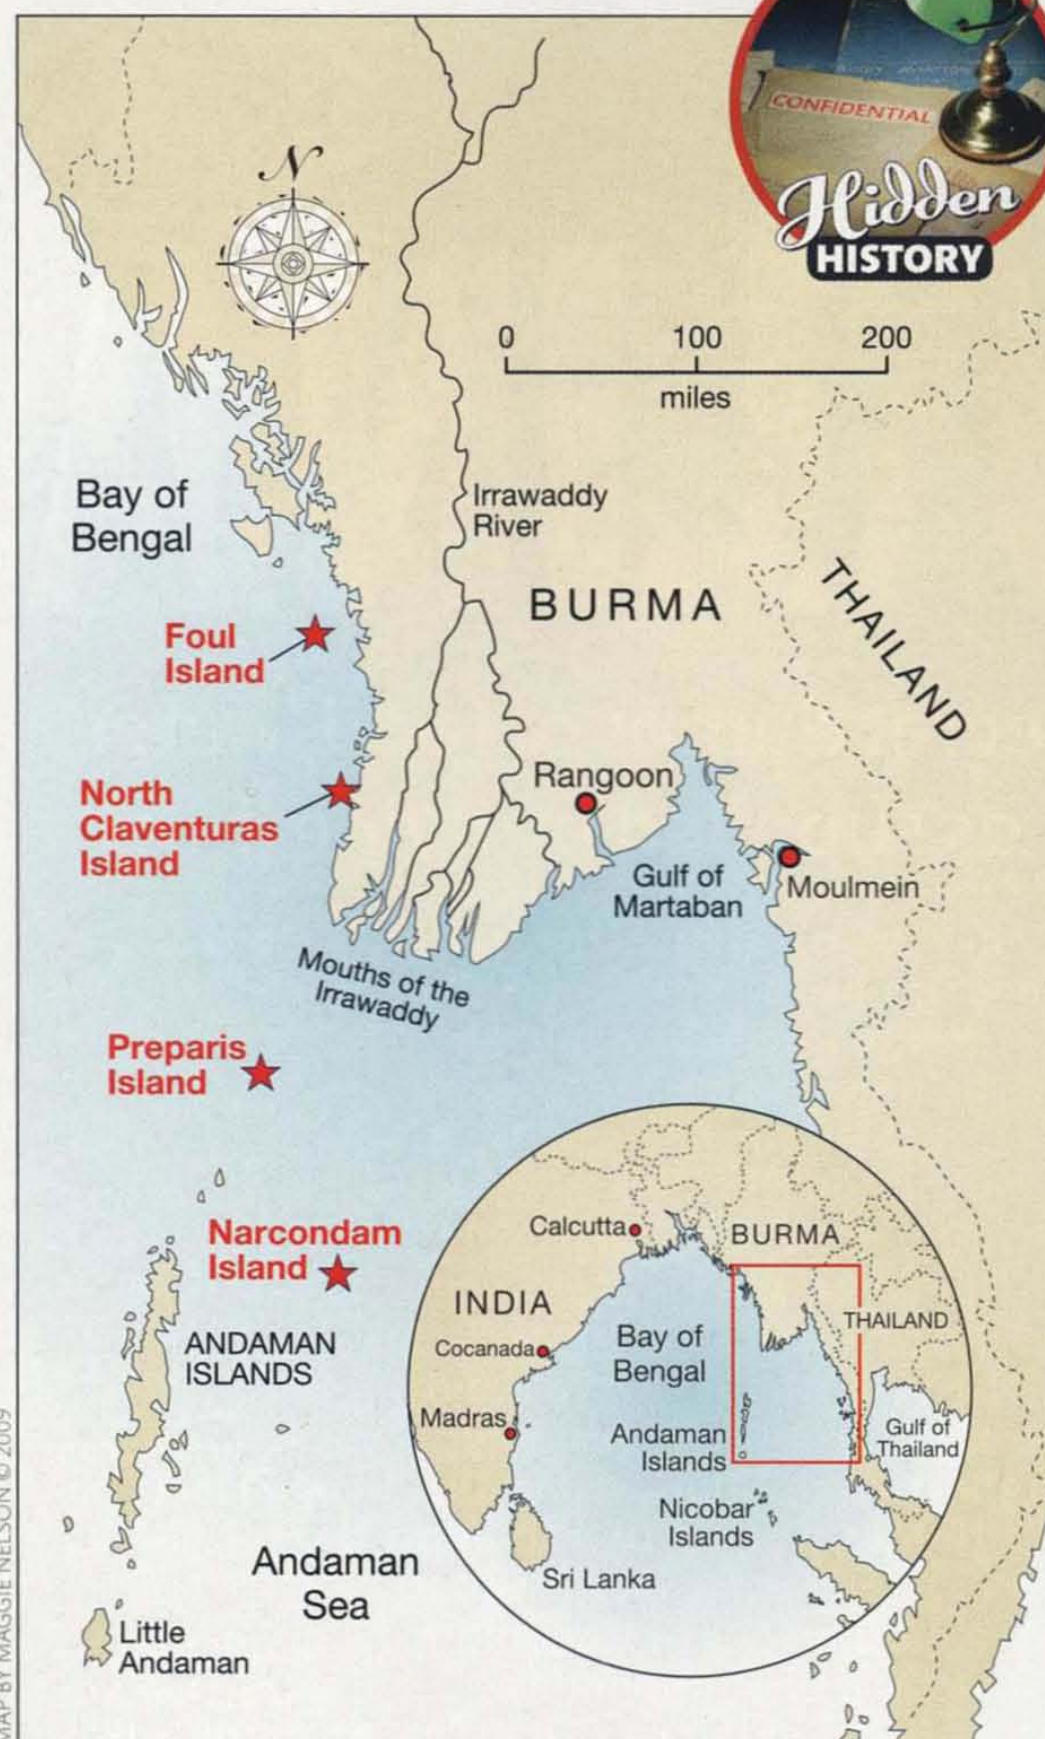 CONFIDENTIAL
Hidden
HISTORY
N
0 100 200
miles
Bay of
Bengal
Irrawaddy
River
BURMA
THAILAND
Foul
Island
North
Claventuras
Island
Rangoon
Gulf of
Martaban
Moulmein
Mouths of the
Irrawaddy
Preparis
Island
Narcondam
Island
ANDAMAN
ISLANDS
Andaman
Sea
Little
Andaman
Calcutta
BURMA
INDIA
THAILAND
Cocanada
Bay of
Bengal
Madras
Andaman
Islands
Gulf of
Thailand
Nicobar
Islands
Sri Lanka
MAP BY MAGGIE NELSON © 2009